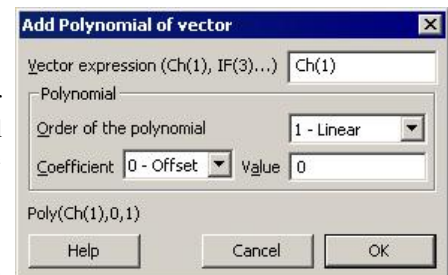 Add Polynomial of vector
Vector expression (Ch(1), IF(3)...) Ch(1)
Polynomial
Order of the polynomial 1 - Linear
Coefficient 0 - Offset Value 0
Poly(Ch(1),0,1)
Help Cancel OK